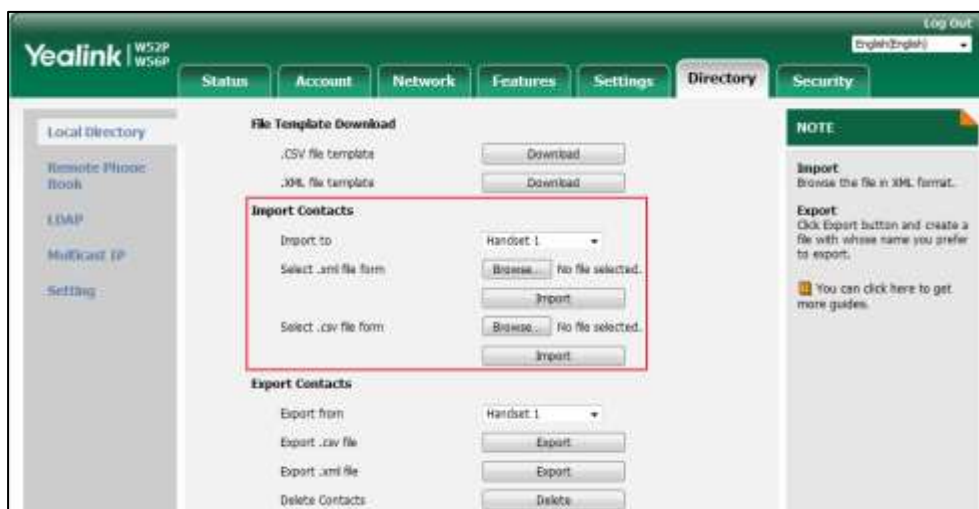 Log Out
Yealink | W52P
W56P
English(English)
Status Account Network Features Settings Directory Security
Local Directory
Remote Phone
Book
LDAP
Multicast IP
Setting
File Template Download
.CSV file template Download
.XML file template Download
Import Contacts
Import to Handset 1
Select .xml file form Browse... No file selected.
Import
Select .csv file form Browse... No file selected.
Import
Export Contacts
Export from Handset 1
Export .csv file Export
Export .xml file Export
Delete Contacts Delete
NOTE
Import
Browse the file in XML format.
Export
Click Export button and create a
file with whose name you prefer
to export.
You can click here to get
more guides.